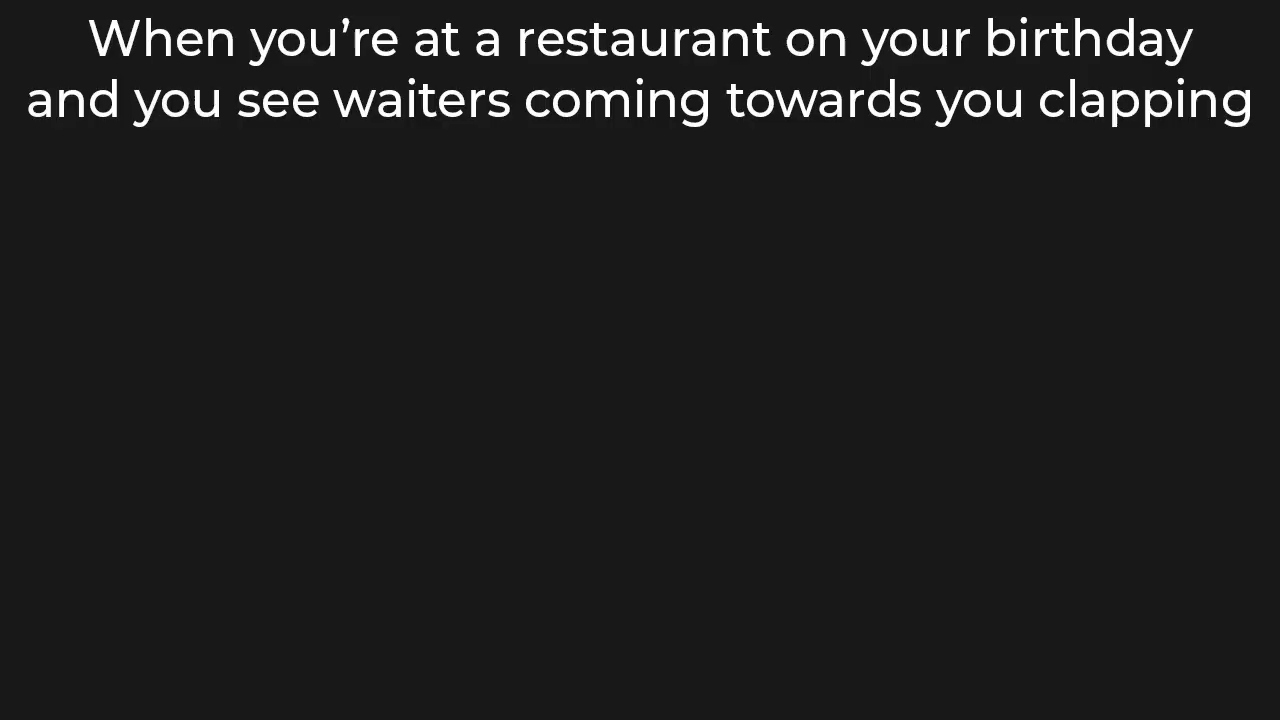 When you’re at a restaurant on your birthday
and you see waiters coming towards you clapping